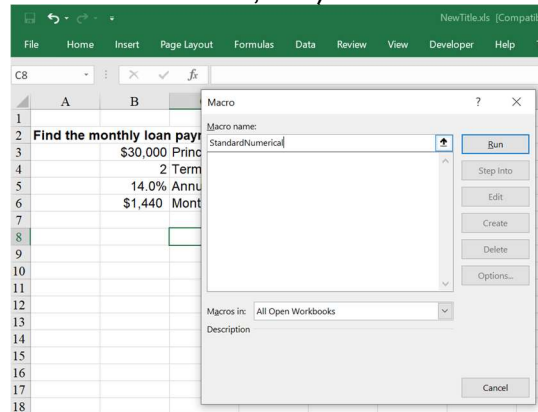 NewTitle.xls [Compatib
File Home Insert Page Layout Formulas Data Review View Developer Help
C8 fx
A B
Macro ? ×
Macro name:
StandardNumerical
Run
Step Into
Edit
Create
Delete
Options...
Macros in: All Open Workbooks
Description
Cancel
1
2 Find the monthly loan payr
3 $30,000 Princ
4 2 Term
5 14.0% Annu
6 $1,440 Mont
7
8
9
10
11
12
13
14
15
16
17
18